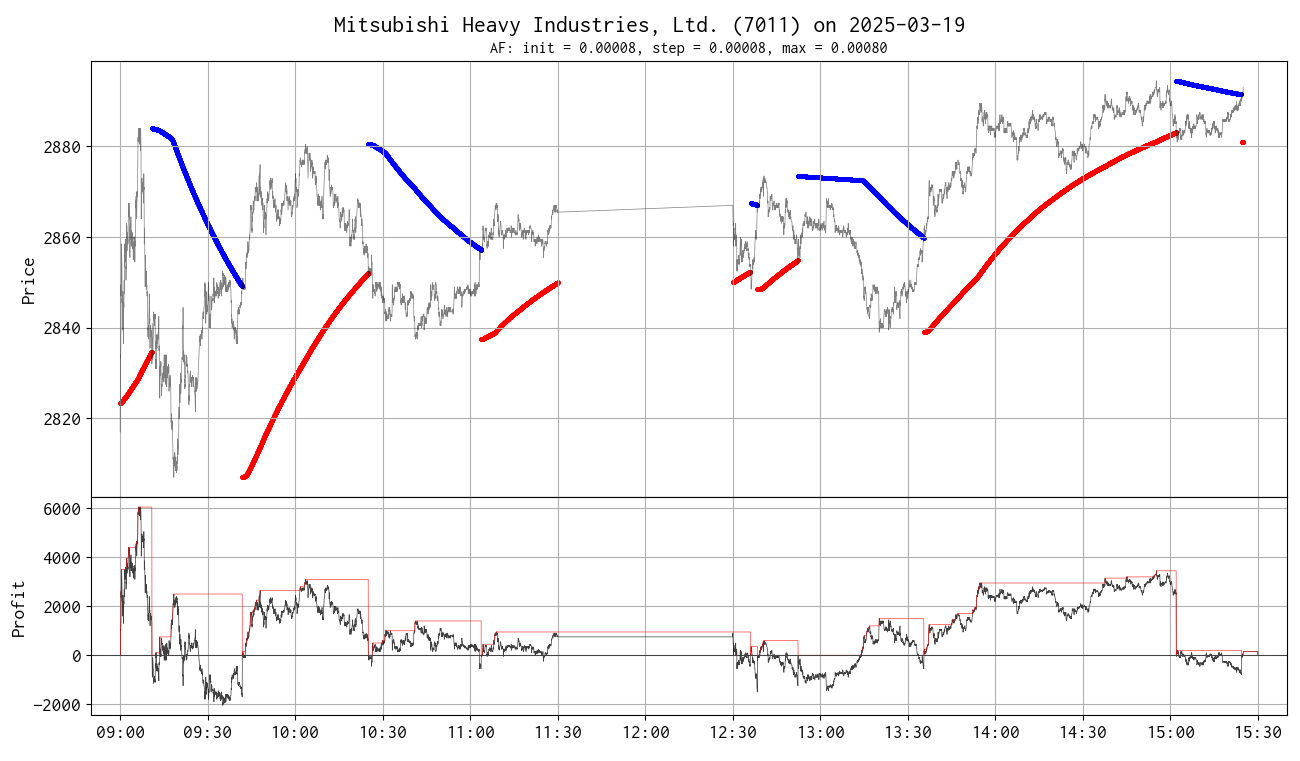 Mitsubishi Heavy Industries, Ltd. (7011) on 2025-03-19
AF: init = 0.00008, step = 0.00008, max = 0.00080
Price
2880
2860
2840
2820
Profit
6000
4000
2000
0
−2000
09:00 09:30 10:00 10:30 11:00 11:30 12:00 12:30 13:00 13:30 14:00 14:30 15:00 15:30